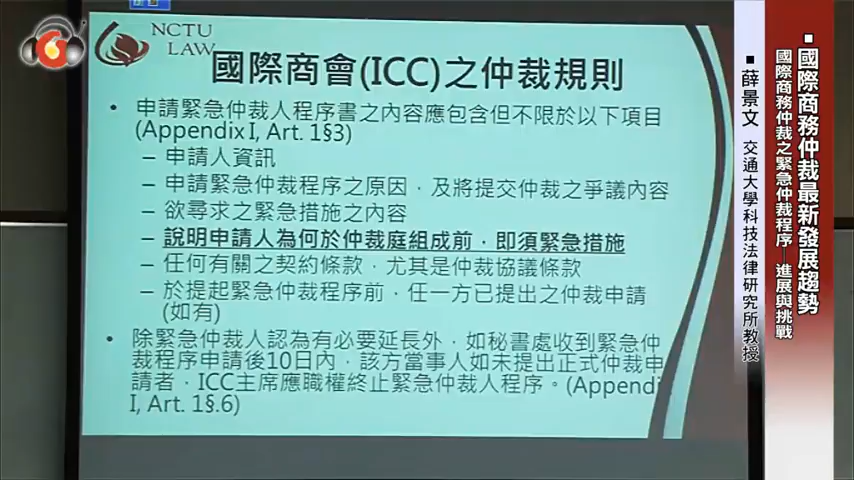 NCTU
LAW
國際商會(ICC)之仲裁規則
• 申請緊急仲裁人程序書之內容應包含但不限於以下項目
(Appendix I, Art. 1§3)
– 申請人資訊
– 申請緊急仲裁程序之原因，及將提交仲裁之爭議內容
– 欲尋求之緊急措施之內容
– 說明申請人為何於仲裁庭組成前，即須緊急措施
– 任何有關之契約條款，尤其是仲裁協議條款
– 於提起緊急仲裁程序前，任一方已提出之仲裁申請
(如有)
• 除緊急仲裁人認為有必要延長外，如秘書處收到緊急仲
裁程序申請後10日內，該方當事人如未提出正式仲裁申
請者，ICC主席應職權終止緊急仲裁人程序。(Appendi
I, Art. 1§.6)
■ 國際商務仲裁最新發展趨勢
國際商務仲裁之緊急仲裁程序—進展與挑戰
■ 薛景文 交通大學科技法律研究所教授